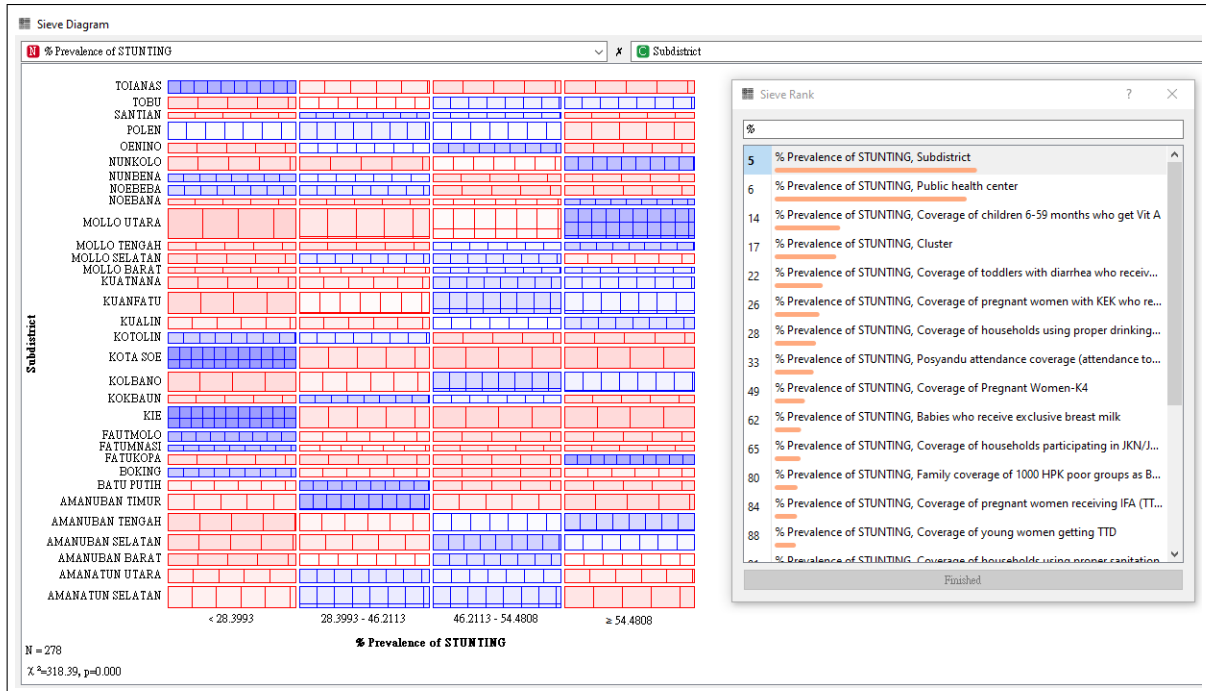 Sieve Diagram
N % Prevalence of STUNTING
✗
C Subdistrict
TOIANAS
TOBU
SANTIAN
POLEN
OENINO
NUNKOLO
NUNBENA
NOEBEBA
NOEBANA
MOLLO UTARA
MOLLO TENGAH
MOLLO SELATAN
MOLLO BARAT
KUATNANA
KUANFATU
KUALIN
KOTOLIN
KOTA SOE
KOLBANO
KOKBAUN
KIE
FAUTMOLO
FATUMNASI
FATUKOPA
BOKING
BATU PUTIH
AMANUBAN TIMUR
AMANUBAN TENGAH
AMANUBAN SELATAN
AMANUBAN BARAT
AMANATUN UTARA
AMANATUN SELATAN
Subdistrict
< 28.3993
28.3993 - 46.2113
46.2113 - 54.4808
≥ 54.4808
% Prevalence of STUNTING
N = 278
χ²=318.39, p=0.000
Sieve Rank
?
%
5 % Prevalence of STUNTING, Subdistrict
6 % Prevalence of STUNTING, Public health center
14 % Prevalence of STUNTING, Coverage of children 6-59 months who get Vit A
17 % Prevalence of STUNTING, Cluster
22 % Prevalence of STUNTING, Coverage of toddlers with diarrhea who receiv...
26 % Prevalence of STUNTING, Coverage of pregnant women with KEK who re...
28 % Prevalence of STUNTING, Coverage of households using proper drinking...
33 % Prevalence of STUNTING, Posyandu attendance coverage (attendance to...
49 % Prevalence of STUNTING, Coverage of Pregnant Women-K4
62 % Prevalence of STUNTING, Babies who receive exclusive breast milk
65 % Prevalence of STUNTING, Coverage of households participating in JKN/J...
80 % Prevalence of STUNTING, Family coverage of 1000 HPK poor groups as B...
84 % Prevalence of STUNTING, Coverage of pregnant women receiving IFA (TT...
88 % Prevalence of STUNTING, Coverage of young women getting TTD
% Prevalence of STUNTING, Coverage of households using proper sanitation
Finished